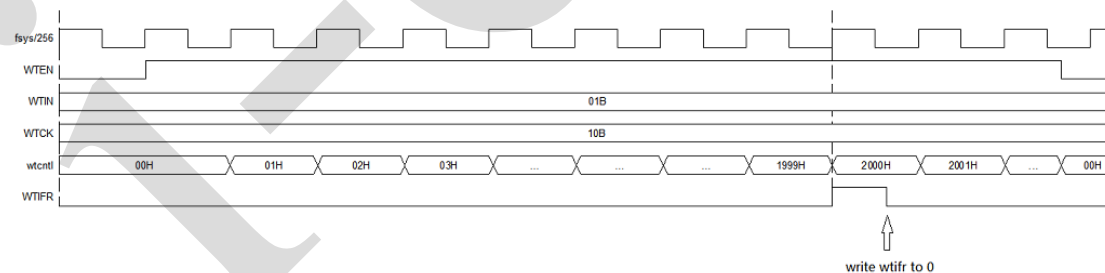 fsys/256
WTEN
WTIN 01B
WTCK 10B
wtcntl 00H 01H 02H 03H ... ... ... 1999H 2000H 2001H ... 00H
WTIFR
write wtifr to 0